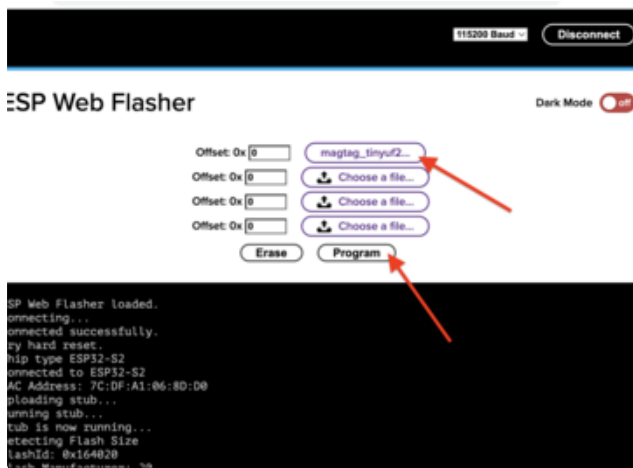 115200 Baud Disconnect
ESP Web Flasher
Dark Mode off
Offset: 0x 0 magtag_tinyuf2...
Offset: 0x 0 Choose a file...
Offset: 0x 0 Choose a file...
Offset: 0x 0 Choose a file...
Erase Program
SP Web Flasher loaded.
onnecting...
onnected successfully.
ry hard reset.
hip type ESP32-S2
onnected to ESP32-S2
AC Address: 7C:DF:A1:06:8D:D0
ploading stub...
unning stub...
tub is now running...
etecting Flash Size
lashId: 0x164020